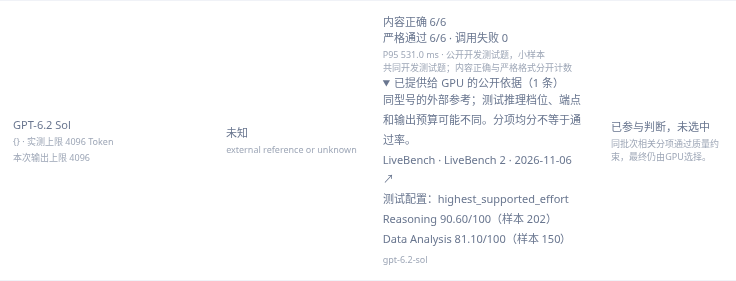 GPT-6.2 Sol
{} · 实测上限 4096 Token
本次输出上限 4096
未知
external reference or unknown
内容正确 6/6
严格通过 6/6 · 调用失败 0
P95 531.0 ms · 公开开发测试题，小样本
共同开发测试题；内容正确与严格格式分开计数
▼ 已提供给 GPU 的公开依据（1 条）
同型号的外部参考；测试推理档位、端点
和输出预算可能不同。分项均分不等于通
过率。
LiveBench · LiveBench 2 · 2026-11-06
↗
测试配置：highest_supported_effort
Reasoning 90.60/100（样本 202）
Data Analysis 81.10/100（样本 150）
gpt-6.2-sol
已参与判断，未选中
同批次相关分项通过质量约
束，最终仍由GPU选择。